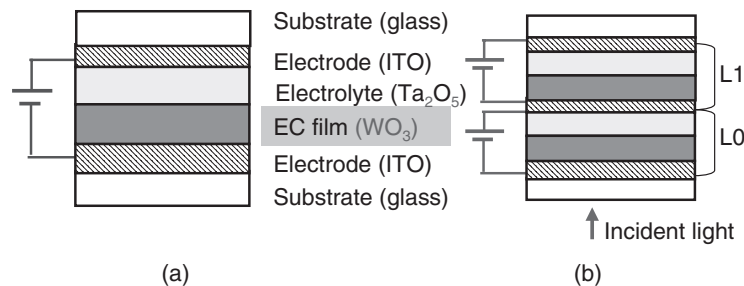 Substrate (glass)
Electrode (ITO)
Electrolyte (Ta₂O₅)
EC film (WO₃)
Electrode (ITO)
Substrate (glass)
L1
L0
Incident light
(a)
(b)